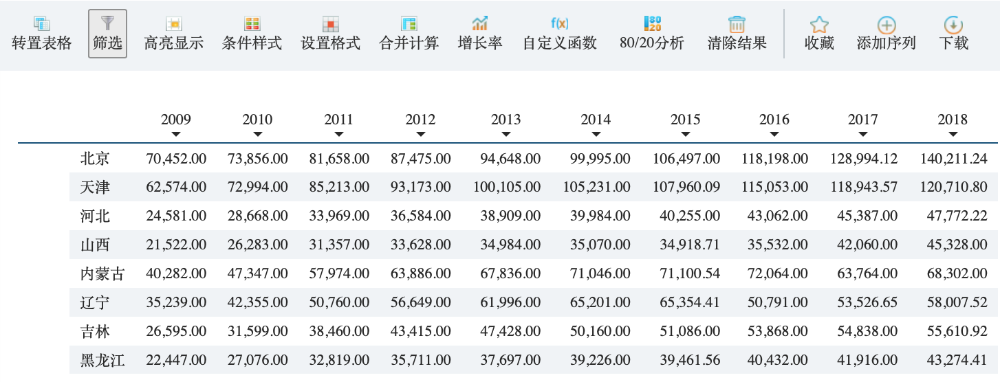 转置表格 筛选 高亮显示 条件样式 设置格式 合并计算 增长率 f(x) 自定义函数 80 20 80/20分析 清除结果 收藏 添加序列 下载
2009 2010 2011 2012 2013 2014 2015 2016 2017 2018
北京 70,452.00 73,856.00 81,658.00 87,475.00 94,648.00 99,995.00 106,497.00 118,198.00 128,994.12 140,211.24
天津 62,574.00 72,994.00 85,213.00 93,173.00 100,105.00 105,231.00 107,960.09 115,053.00 118,943.57 120,710.80
河北 24,581.00 28,668.00 33,969.00 36,584.00 38,909.00 39,984.00 40,255.00 43,062.00 45,387.00 47,772.22
山西 21,522.00 26,283.00 31,357.00 33,628.00 34,984.00 35,070.00 34,918.71 35,532.00 42,060.00 45,328.00
内蒙古 40,282.00 47,347.00 57,974.00 63,886.00 67,836.00 71,046.00 71,100.54 72,064.00 63,764.00 68,302.00
辽宁 35,239.00 42,355.00 50,760.00 56,649.00 61,996.00 65,201.00 65,354.41 50,791.00 53,526.65 58,007.52
吉林 26,595.00 31,599.00 38,460.00 43,415.00 47,428.00 50,160.00 51,086.00 53,868.00 54,838.00 55,610.92
黑龙江 22,447.00 27,076.00 32,819.00 35,711.00 37,697.00 39,226.00 39,461.56 40,432.00 41,916.00 43,274.41